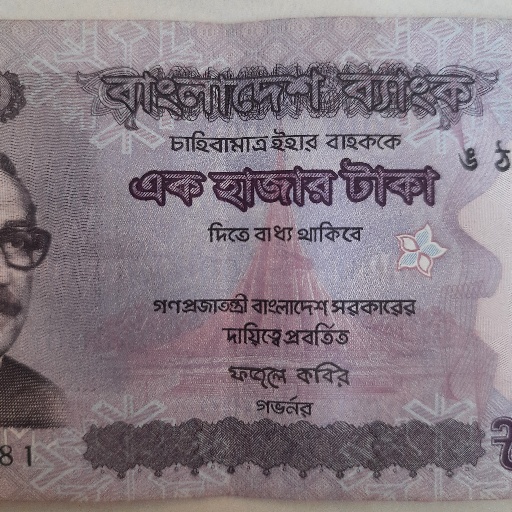 বাংলাদেশ ব্যাংক
চাহিবামাত্র ইহার বাহককে
ঙ ঠ
এক হাজার টাকা
দিতে বাধ্য থাকিবে
গণপ্রজাতন্ত্রী বাংলাদেশ সরকারের
দায়িত্বে প্রবর্তিত
ফজলে কবির
গভর্নর
81